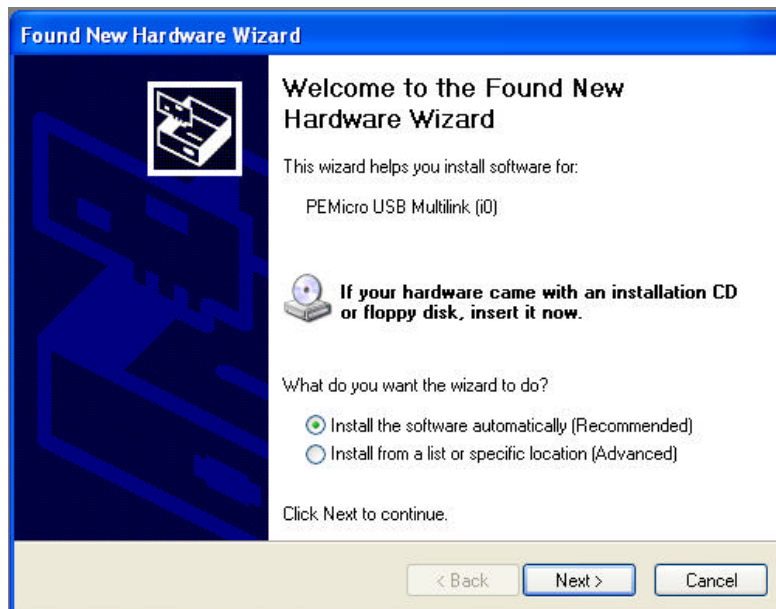 Found New Hardware Wizard
Welcome to the Found New
Hardware Wizard
This wizard helps you install software for:
PEMicro USB Multilink (i0)
If your hardware came with an installation CD
or floppy disk, insert it now.
What do you want the wizard to do?
Install the software automatically (Recommended)
Install from a list or specific location (Advanced)
Click Next to continue.
< Back
Next >
Cancel